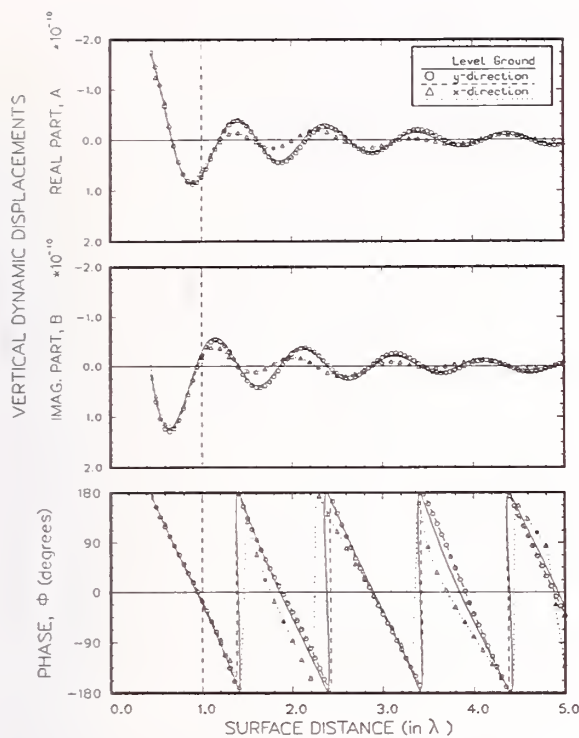 VERTICAL DYNAMIC DISPLACEMENTS
REAL PART, A *10^-10
-2.0
-1.0
0.0
1.0
2.0
Level Ground
y-direction
x-direction
IMAG. PART, B *10^-10
-2.0
-1.0
0.0
1.0
2.0
PHASE, Φ (degrees)
180
90
0
-90
-180
0.0 1.0 2.0 3.0 4.0 5.0
SURFACE DISTANCE (in λ)